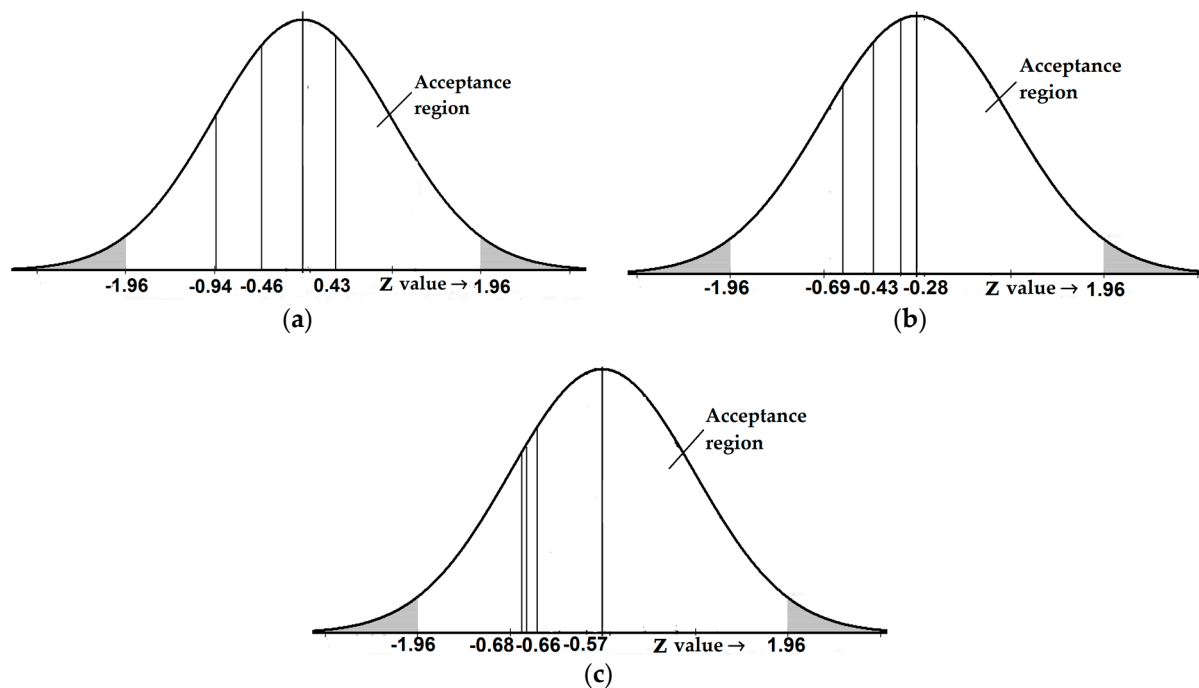 Acceptance
region
-1.96 -0.94 -0.46 0.43 Z value → 1.96
(a)
Acceptance
region
-1.96 -0.69 -0.43 -0.28 Z value → 1.96
(b)
Acceptance
region
-1.96 -0.68 -0.66 -0.57 Z value → 1.96
(c)